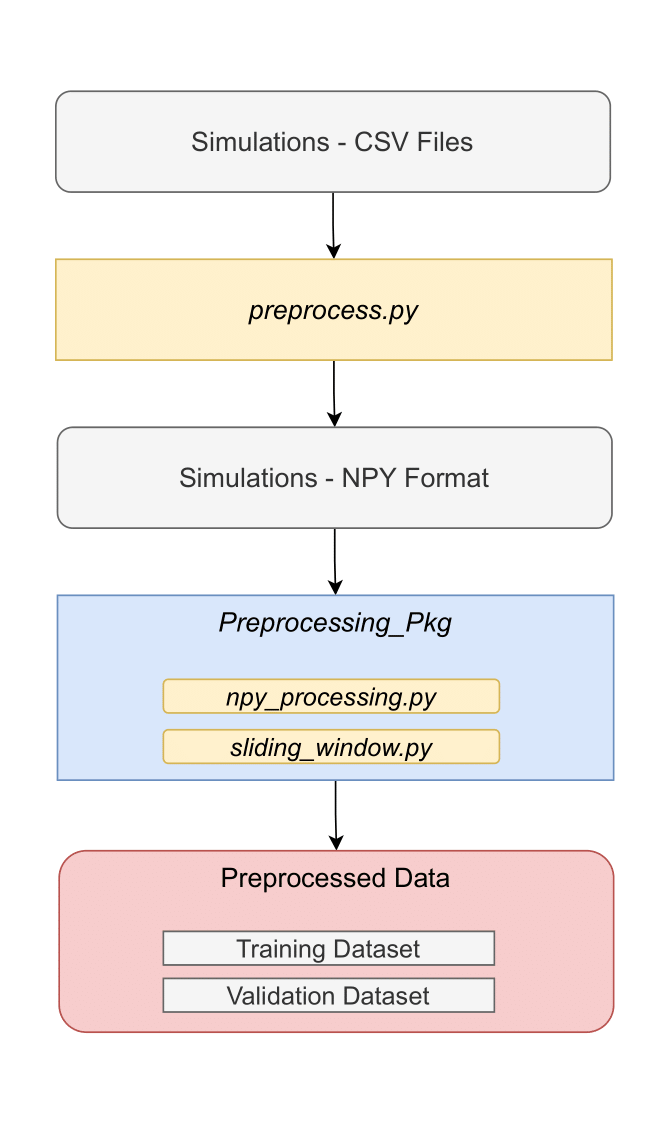 Simulations - CSV Files
preprocess.py
Simulations - NPY Format
Preprocessing_Pkg
npy_processing.py
sliding_window.py
Preprocessed Data
Training Dataset
Validation Dataset